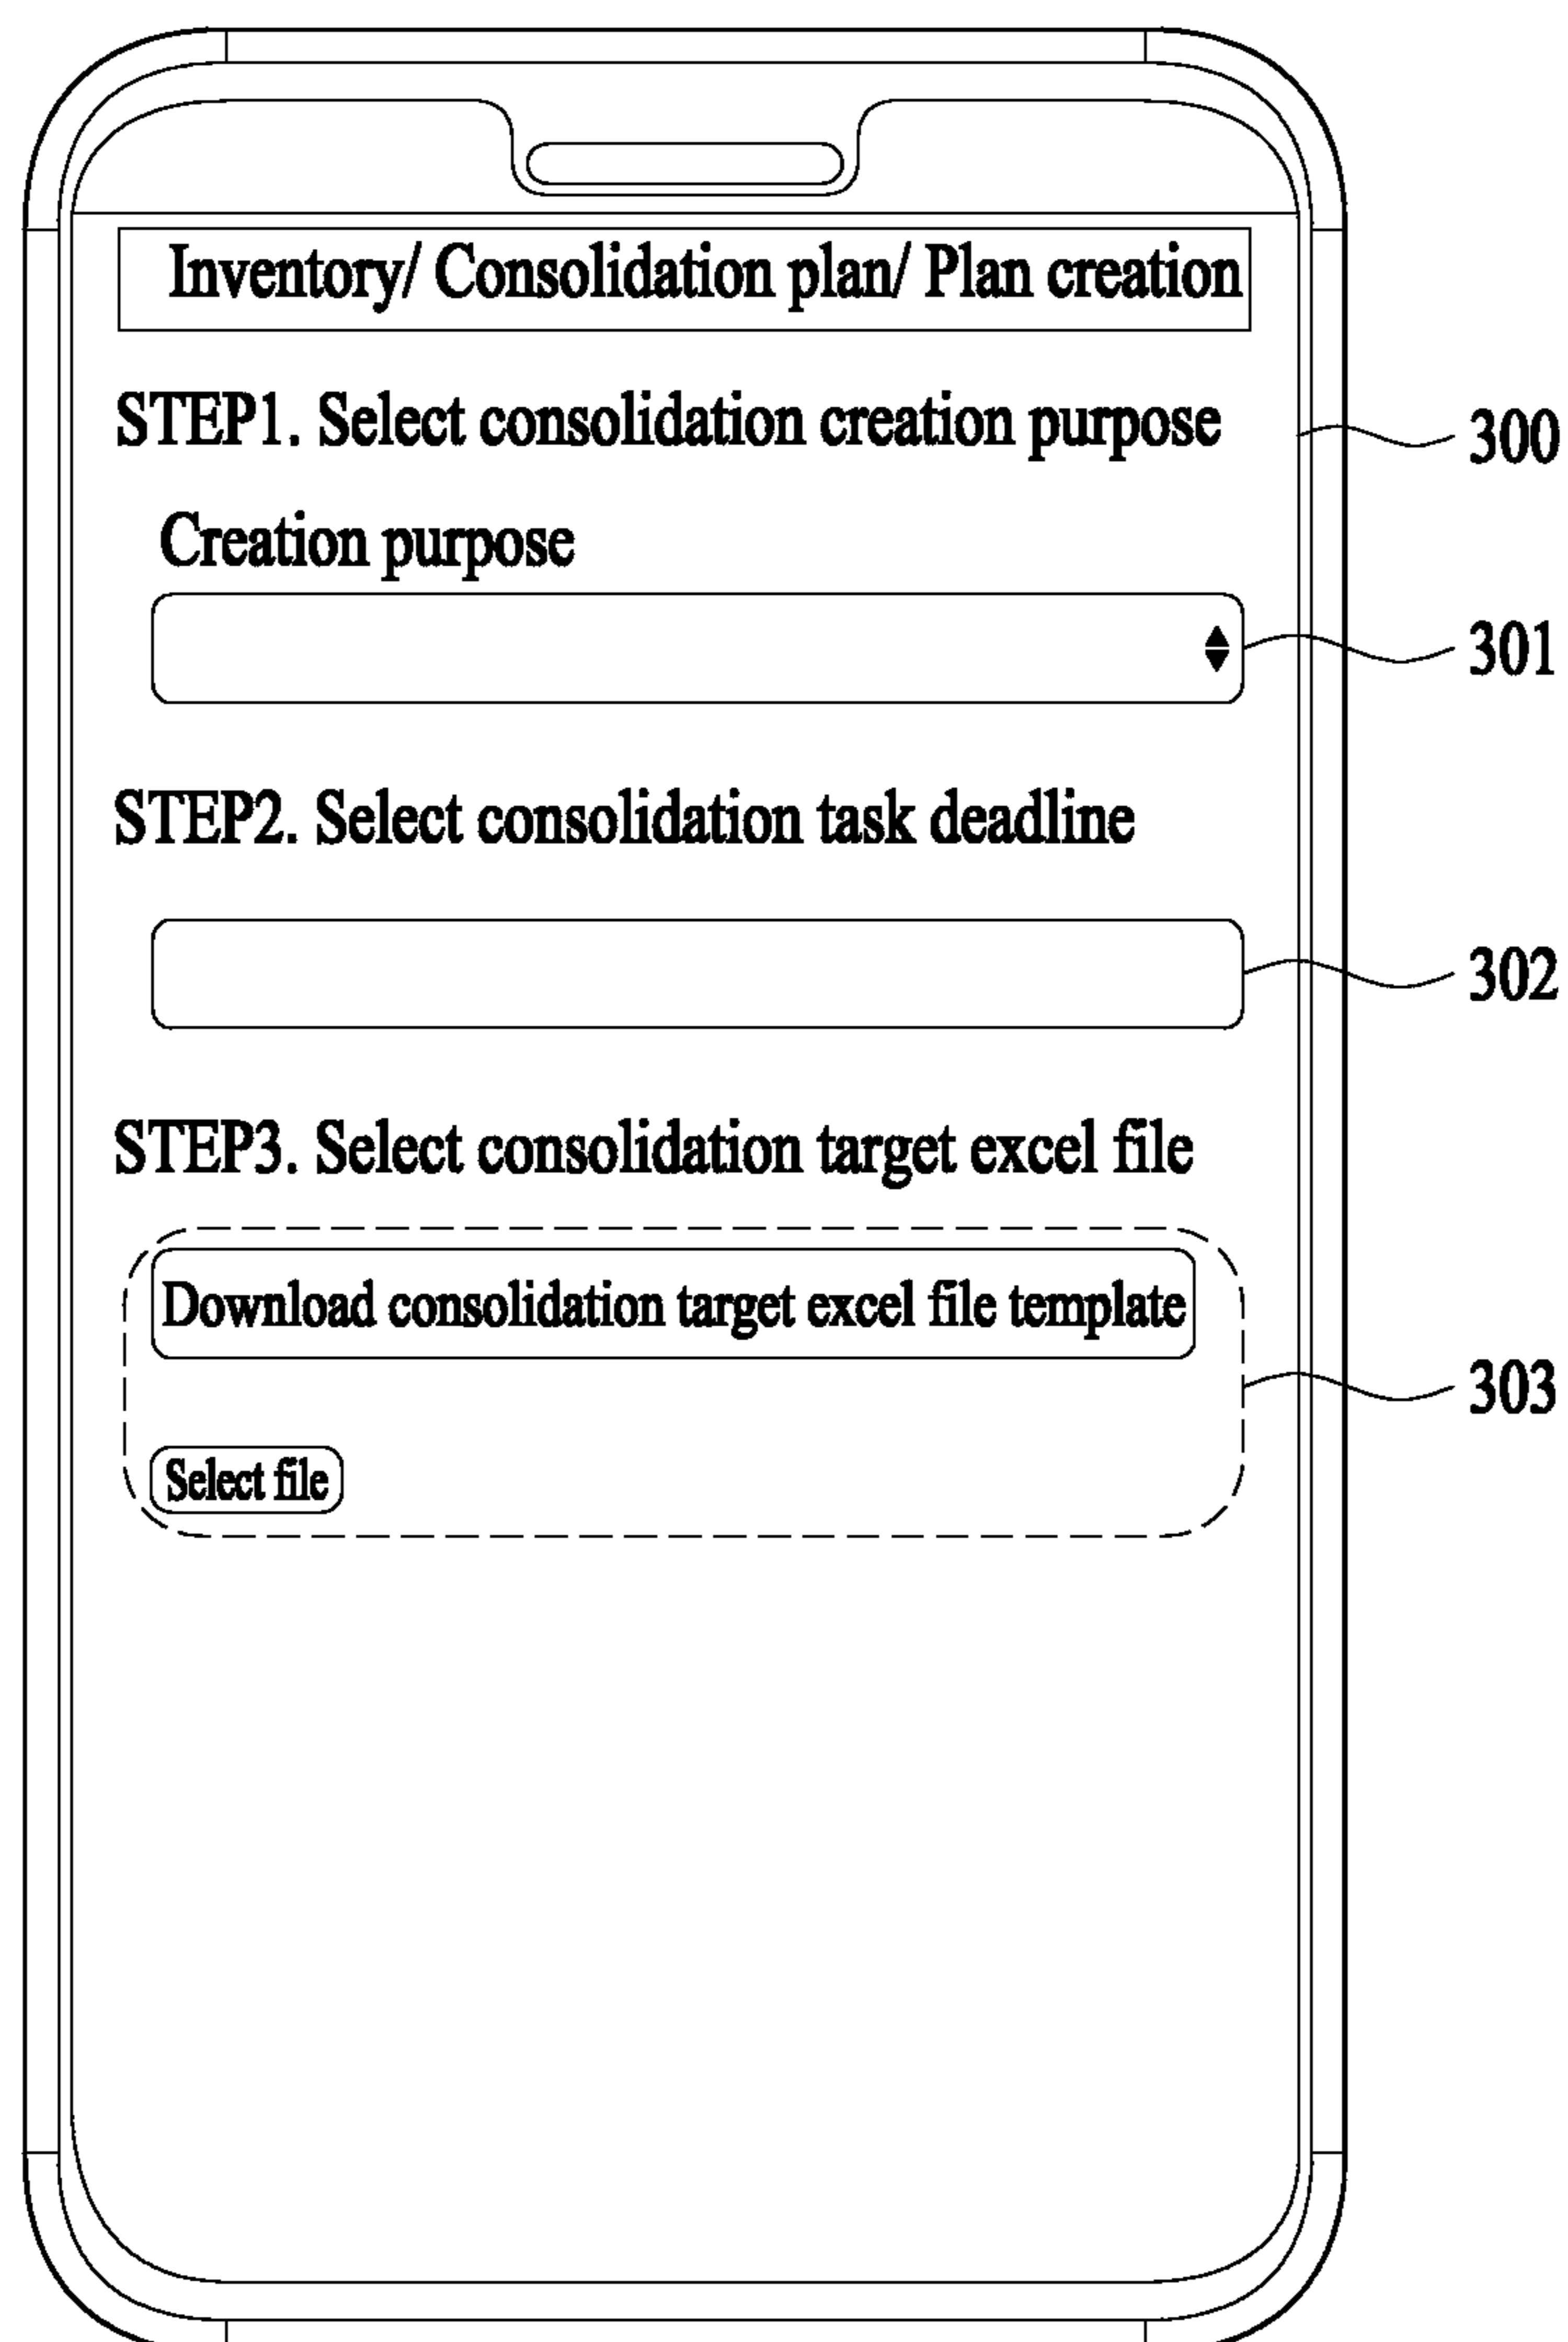 Inventory/ Consolidation plan/ Plan creation
STEP1. Select consolidation creation purpose
300
Creation purpose
301
STEP2. Select consolidation task deadline
302
STEP3. Select consolidation target excel file
Download consolidation target excel file template
303
Select file